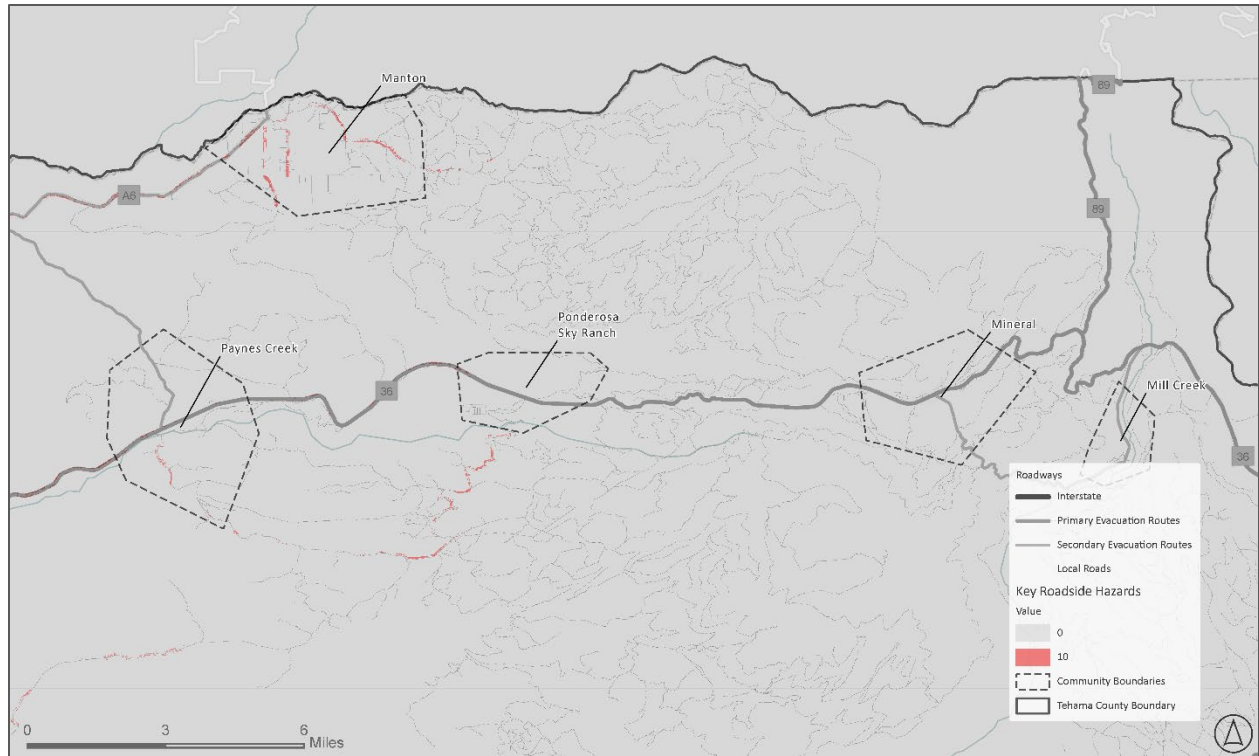 Manton
89
A6
89
Ponderosa
Sky Ranch
Mineral
Paynes Creek
36
Mill Creek
36
Roadways
Interstate
Primary Evacuation Routes
Secondary Evacuation Routes
Local Roads
Key Roadside Hazards
Value
0
10
Community Boundaries
Tehama County Boundary
0 3 6
Miles